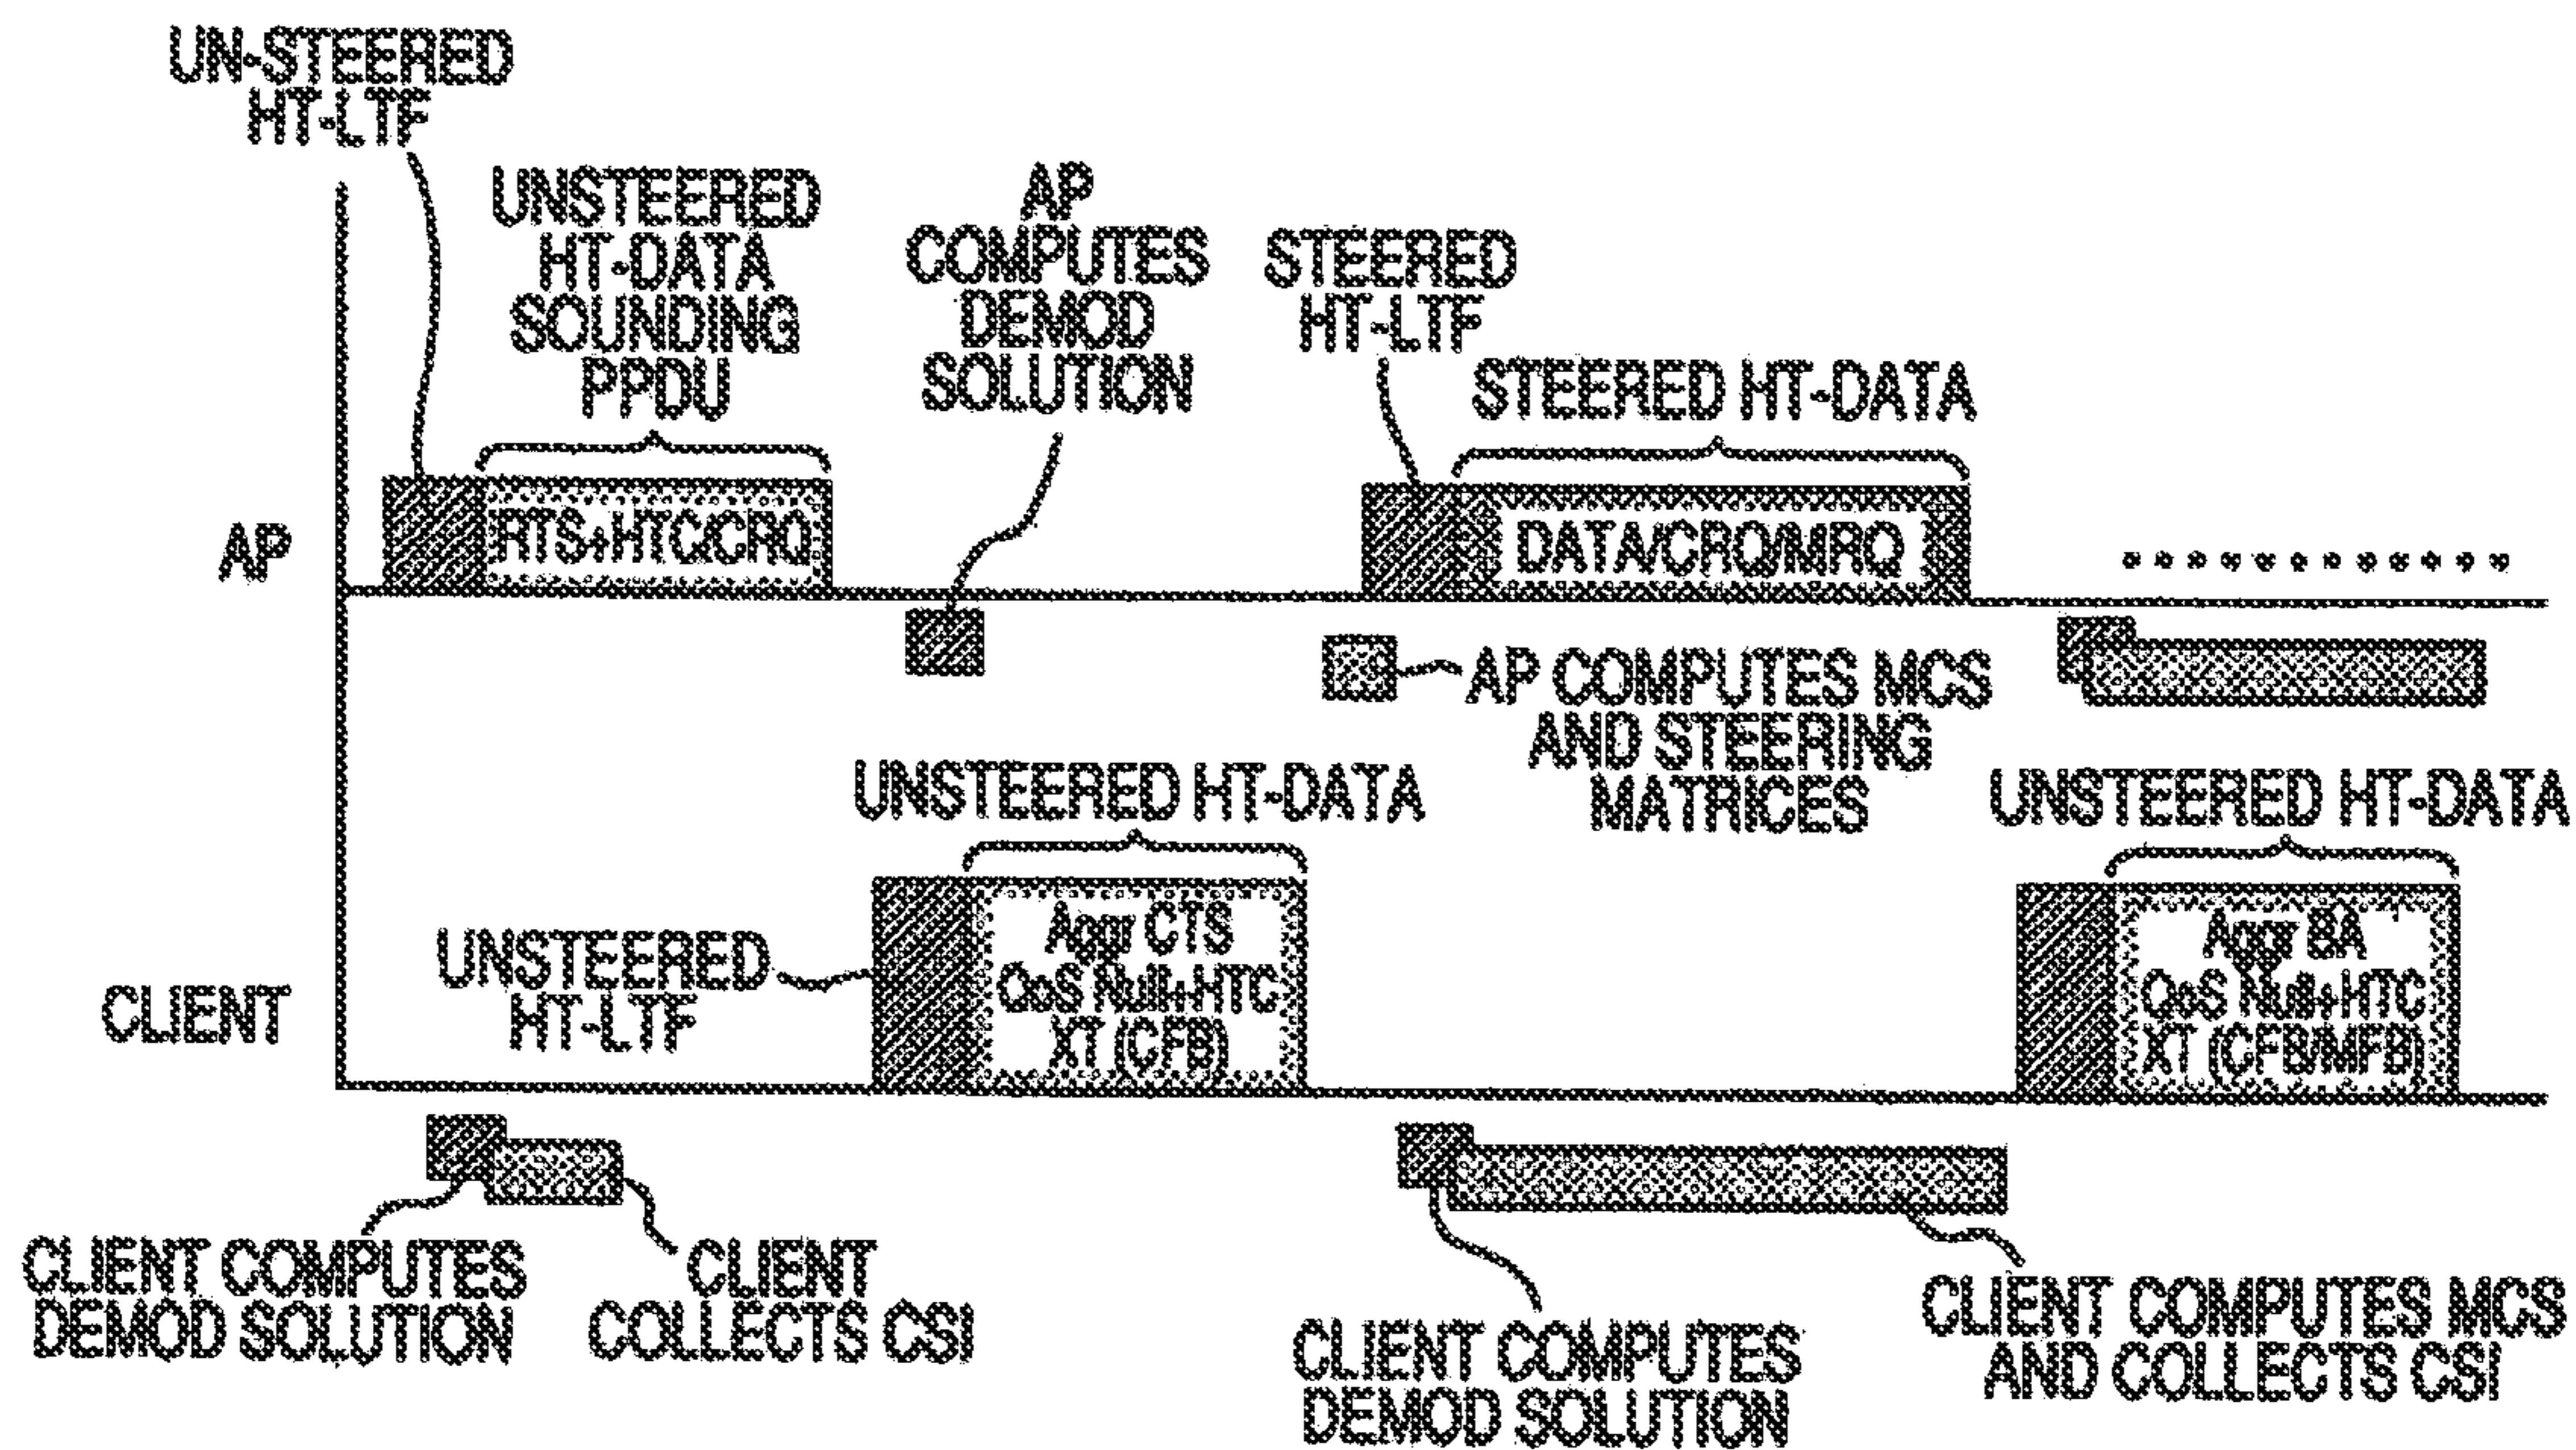 UN-STEERED
HT-LTF
UNSTEERED
HT-DATA
SOUNDING
PPDU
AP
COMPUTES
DEMOD
SOLUTION
STEERED
HT-LTF
STEERED HT-DATA
AP
RTS+HTC/CRQ
DATA/CRQ/MRQ
AP COMPUTES MCS
AND STEERING
MATRICES
UNSTEERED HT-DATA
UNSTEERED HT-DATA
CLIENT
UNSTEERED
HT-LTF
Aggr CTS
QoS Null+HTC
XT (CFB)
Aggr BA
QoS Null+HTC
XT (CFB/MFB)
CLIENT COMPUTES
DEMOD SOLUTION
CLIENT
COLLECTS CSI
CLIENT COMPUTES
DEMOD SOLUTION
CLIENT COMPUTES MCS
AND COLLECTS CSI